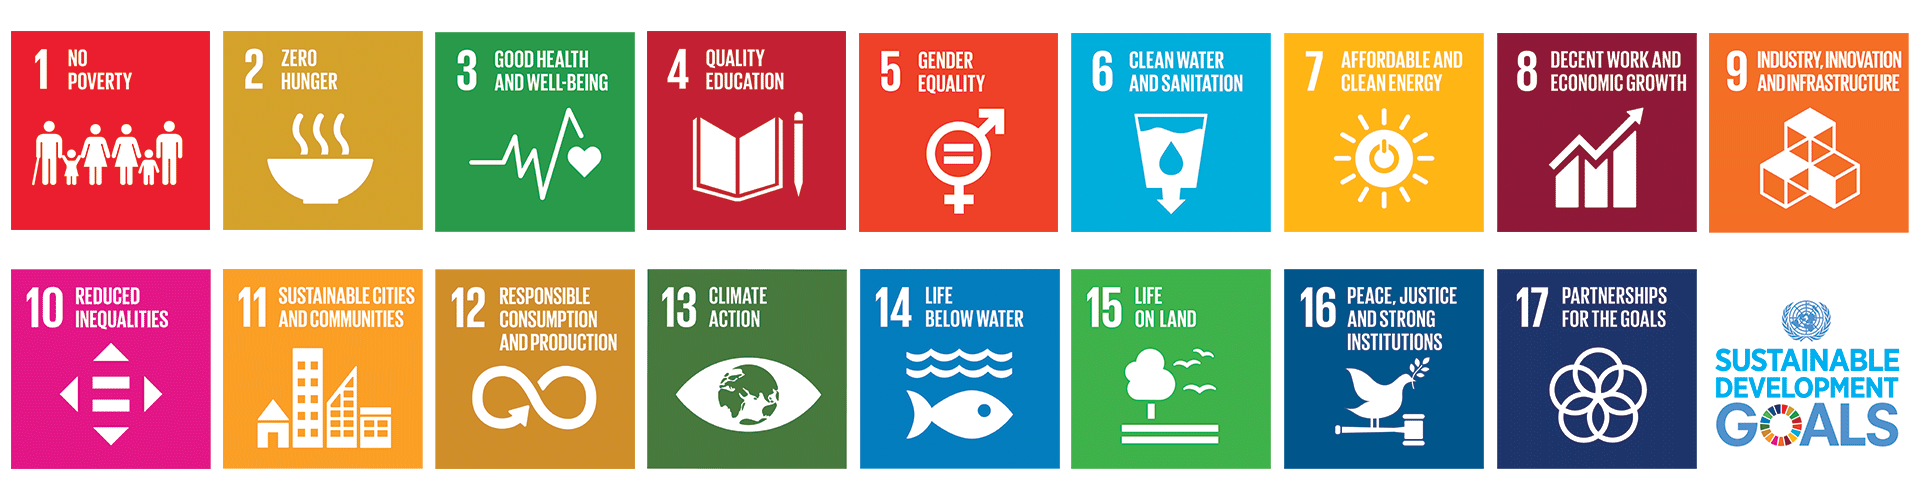 1 NO
POVERTY
2 ZERO
HUNGER
3 GOOD HEALTH
AND WELL-BEING
4 QUALITY
EDUCATION
5 GENDER
EQUALITY
6 CLEAN WATER
AND SANITATION
7 AFFORDABLE AND
CLEAN ENERGY
8 DECENT WORK AND
ECONOMIC GROWTH
9 INDUSTRY, INNOVATION
AND INFRASTRUCTURE
10 REDUCED
INEQUALITIES
11 SUSTAINABLE CITIES
AND COMMUNITIES
12 RESPONSIBLE
CONSUMPTION
AND PRODUCTION
13 CLIMATE
ACTION
14 LIFE
BELOW WATER
15 LIFE
ON LAND
16 PEACE, JUSTICE
AND STRONG
INSTITUTIONS
17 PARTNERSHIPS
FOR THE GOALS
SUSTAINABLE
DEVELOPMENT
GOALS